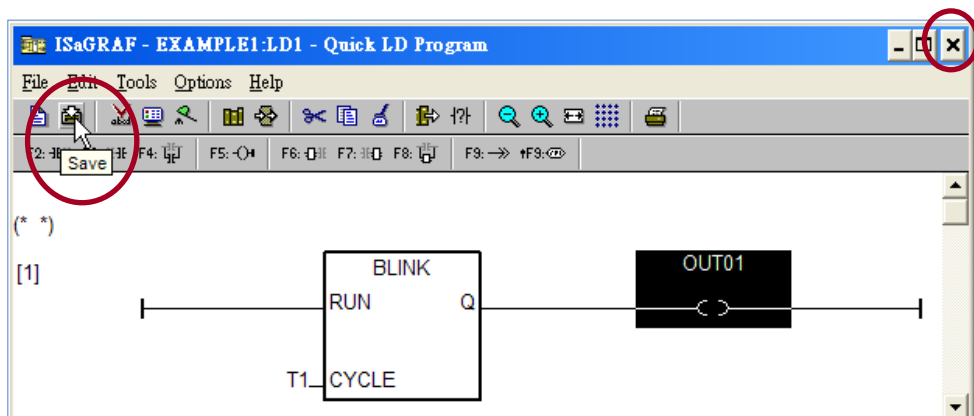 ISaGRAF - EXAMPLE1:LD1 - Quick LD Program
File Edit Tools Options Help
F2: F4: F5: F6: F7: F8: F9: F9:
Save
(* *)
[1]
BLINK
OUT01
RUN Q
T1 CYCLE